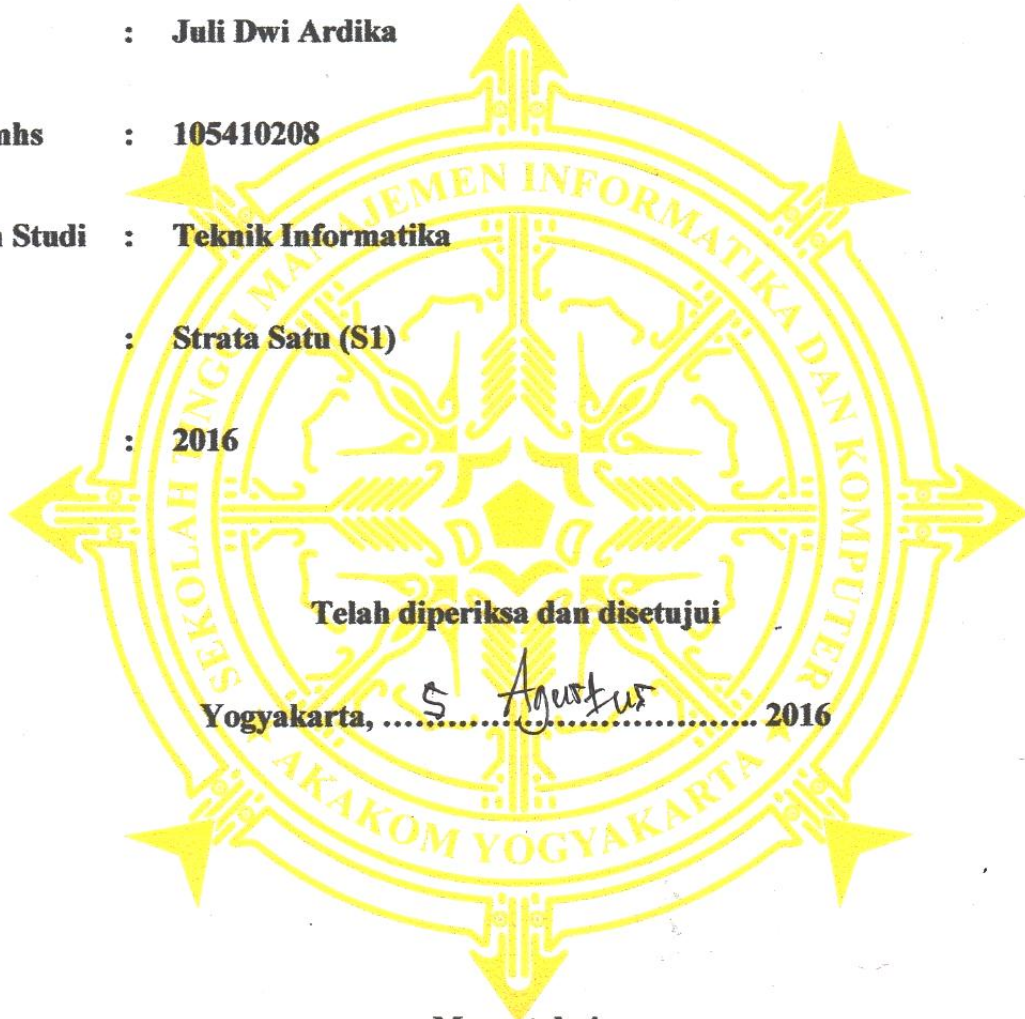 : Juli Dwi Ardika
mhs : 105410208
Studi : Teknik Informatika
: Strata Satu (S1)
: 2016
SEKOLAH TINGGI MANAJEMEN INFORMATIKA DAN KOMPUTER
Telah diperiksa dan disetujui
Yogyakarta, .....5.....Agustus..... 2016
AKAKOM YOGYAKARTA